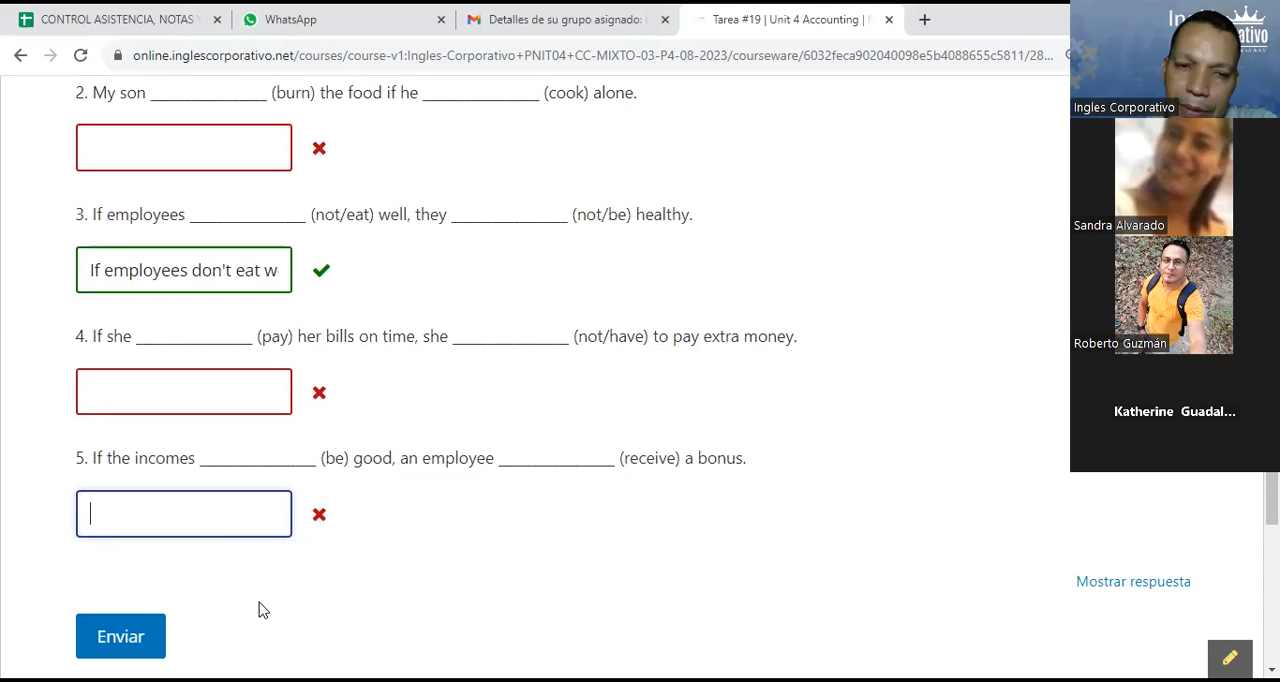 CONTROL ASISTENCIA, NOTAS
WhatsApp
Detalles de su grupo asignado:
Tarea #19 | Unit 4 Accounting |
online.inglescorporativo.net/courses/course-v1:Ingles-Corporativo+PNIT04+CC-MIXTO-03-P4-08-2023/courseware/6032feca902040098e5b4088655c5811/28...
2. My son ______________ (burn) the food if he ______________ (cook) alone.
3. If employees ______________ (not/eat) well, they ______________ (not/be) healthy.
If employees don't eat w
4. If she ______________ (pay) her bills on time, she ______________ (not/have) to pay extra money.
5. If the incomes ______________ (be) good, an employee ______________ (receive) a bonus.
Mostrar respuesta
Enviar
Ingles Corporativo
Sandra Alvarado
Roberto Guzmán
Katherine Guadal...